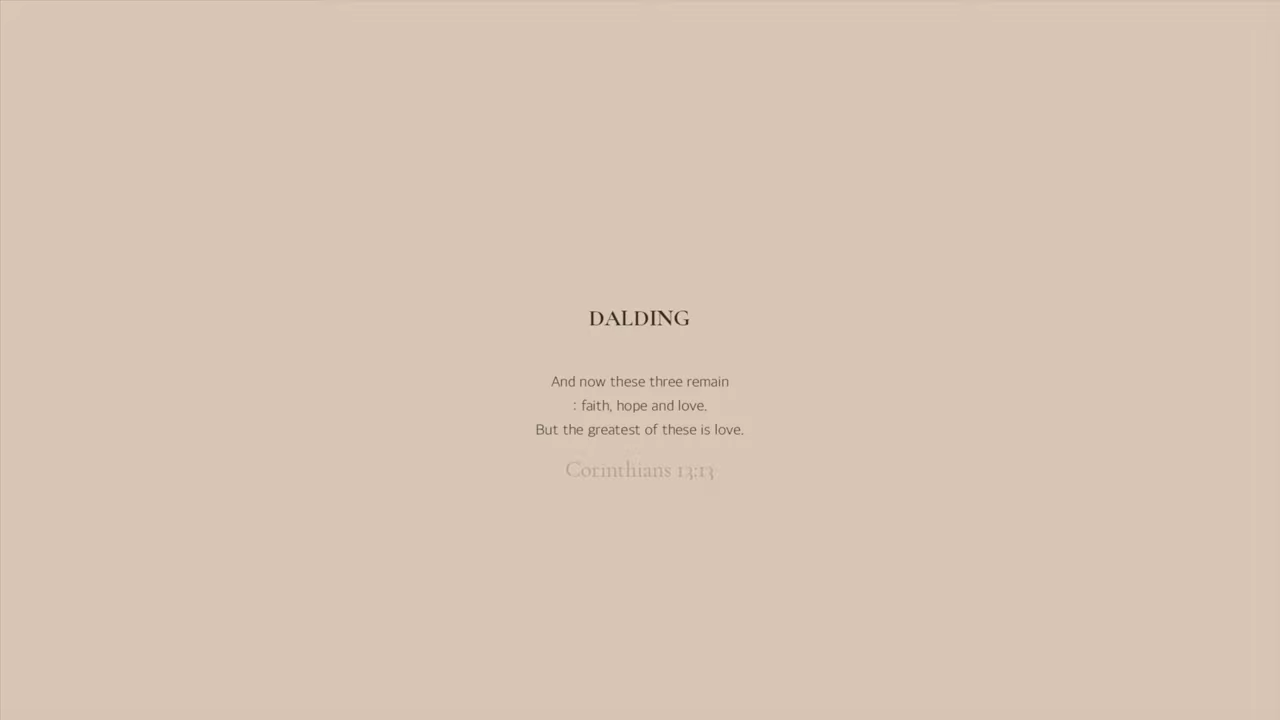 DALDING
And now these three remain
: faith, hope and love.
But the greatest of these is love.
Corinthians 13:13